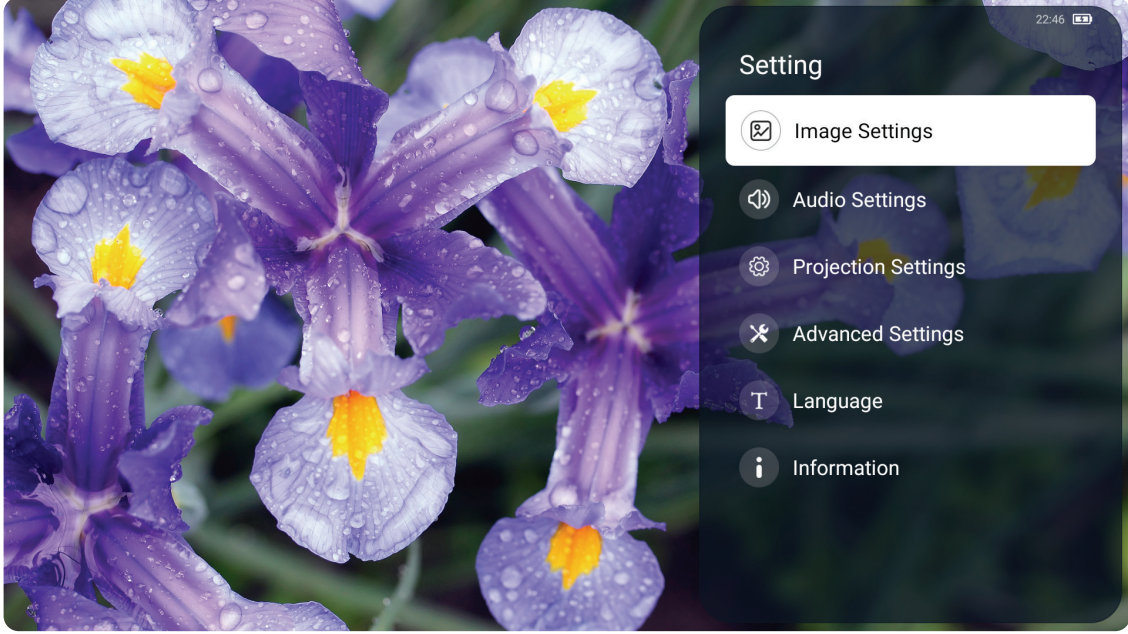 22:46
Setting
Image Settings
Audio Settings
Projection Settings
Advanced Settings
Language
Information